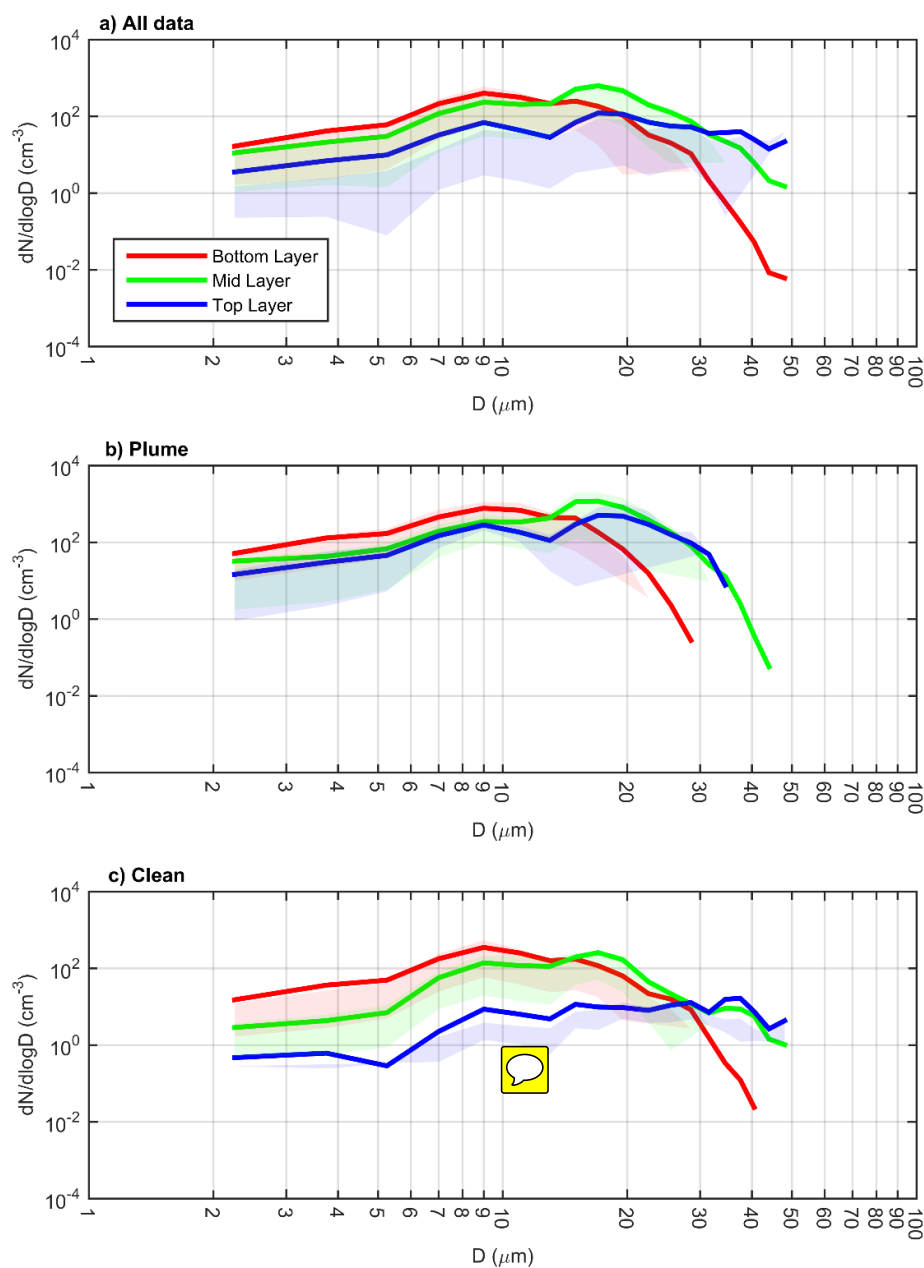 a) All data
10^4
10^2
10^0
10^-2
10^-4
dN/dlogD (cm^-3)
Bottom Layer
Mid Layer
Top Layer
1 2 3 4 5 6 7 8 9 10 20 30 40 50 60 70 80 90 100
D (μm)
b) Plume
10^4
10^2
10^0
10^-2
10^-4
dN/dlogD (cm^-3)
1 2 3 4 5 6 7 8 9 10 20 30 40 50 60 70 80 90 100
D (μm)
c) Clean
10^4
10^2
10^0
10^-2
10^-4
dN/dlogD (cm^-3)
1 2 3 4 5 6 7 8 9 10 20 30 40 50 60 70 80 90 100
D (μm)